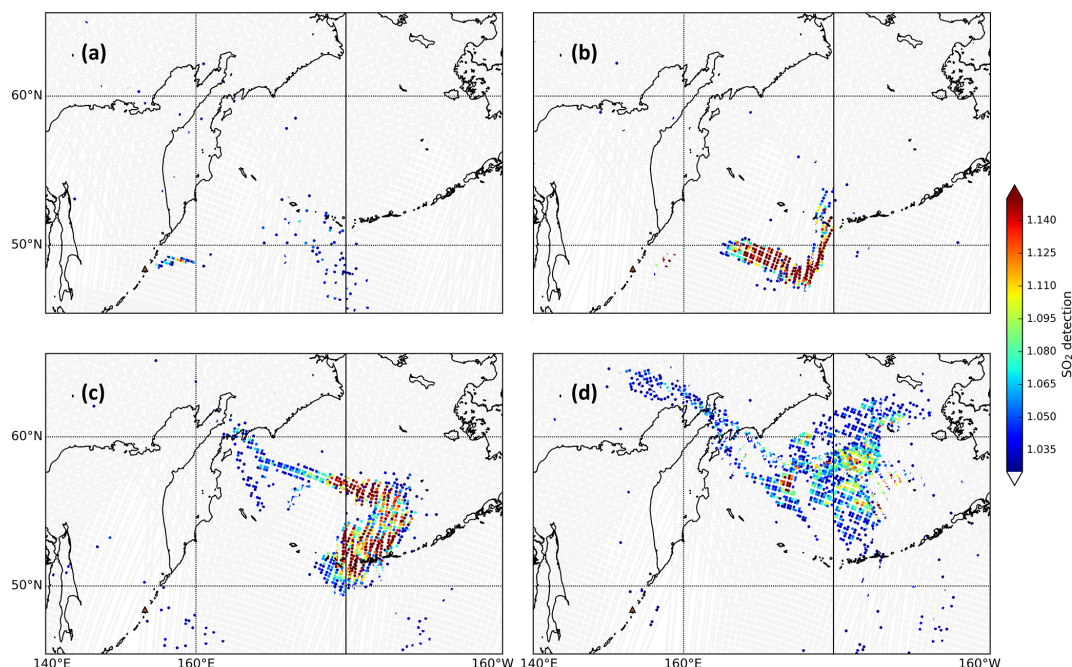 (a)
(b)
60°N
50°N
1.140
1.125
1.110
1.095
1.080
1.065
1.050
1.035
SO₂ detection
(c)
(d)
60°N
50°N
140°E
160°E
160°W
140°E
160°E
160°W